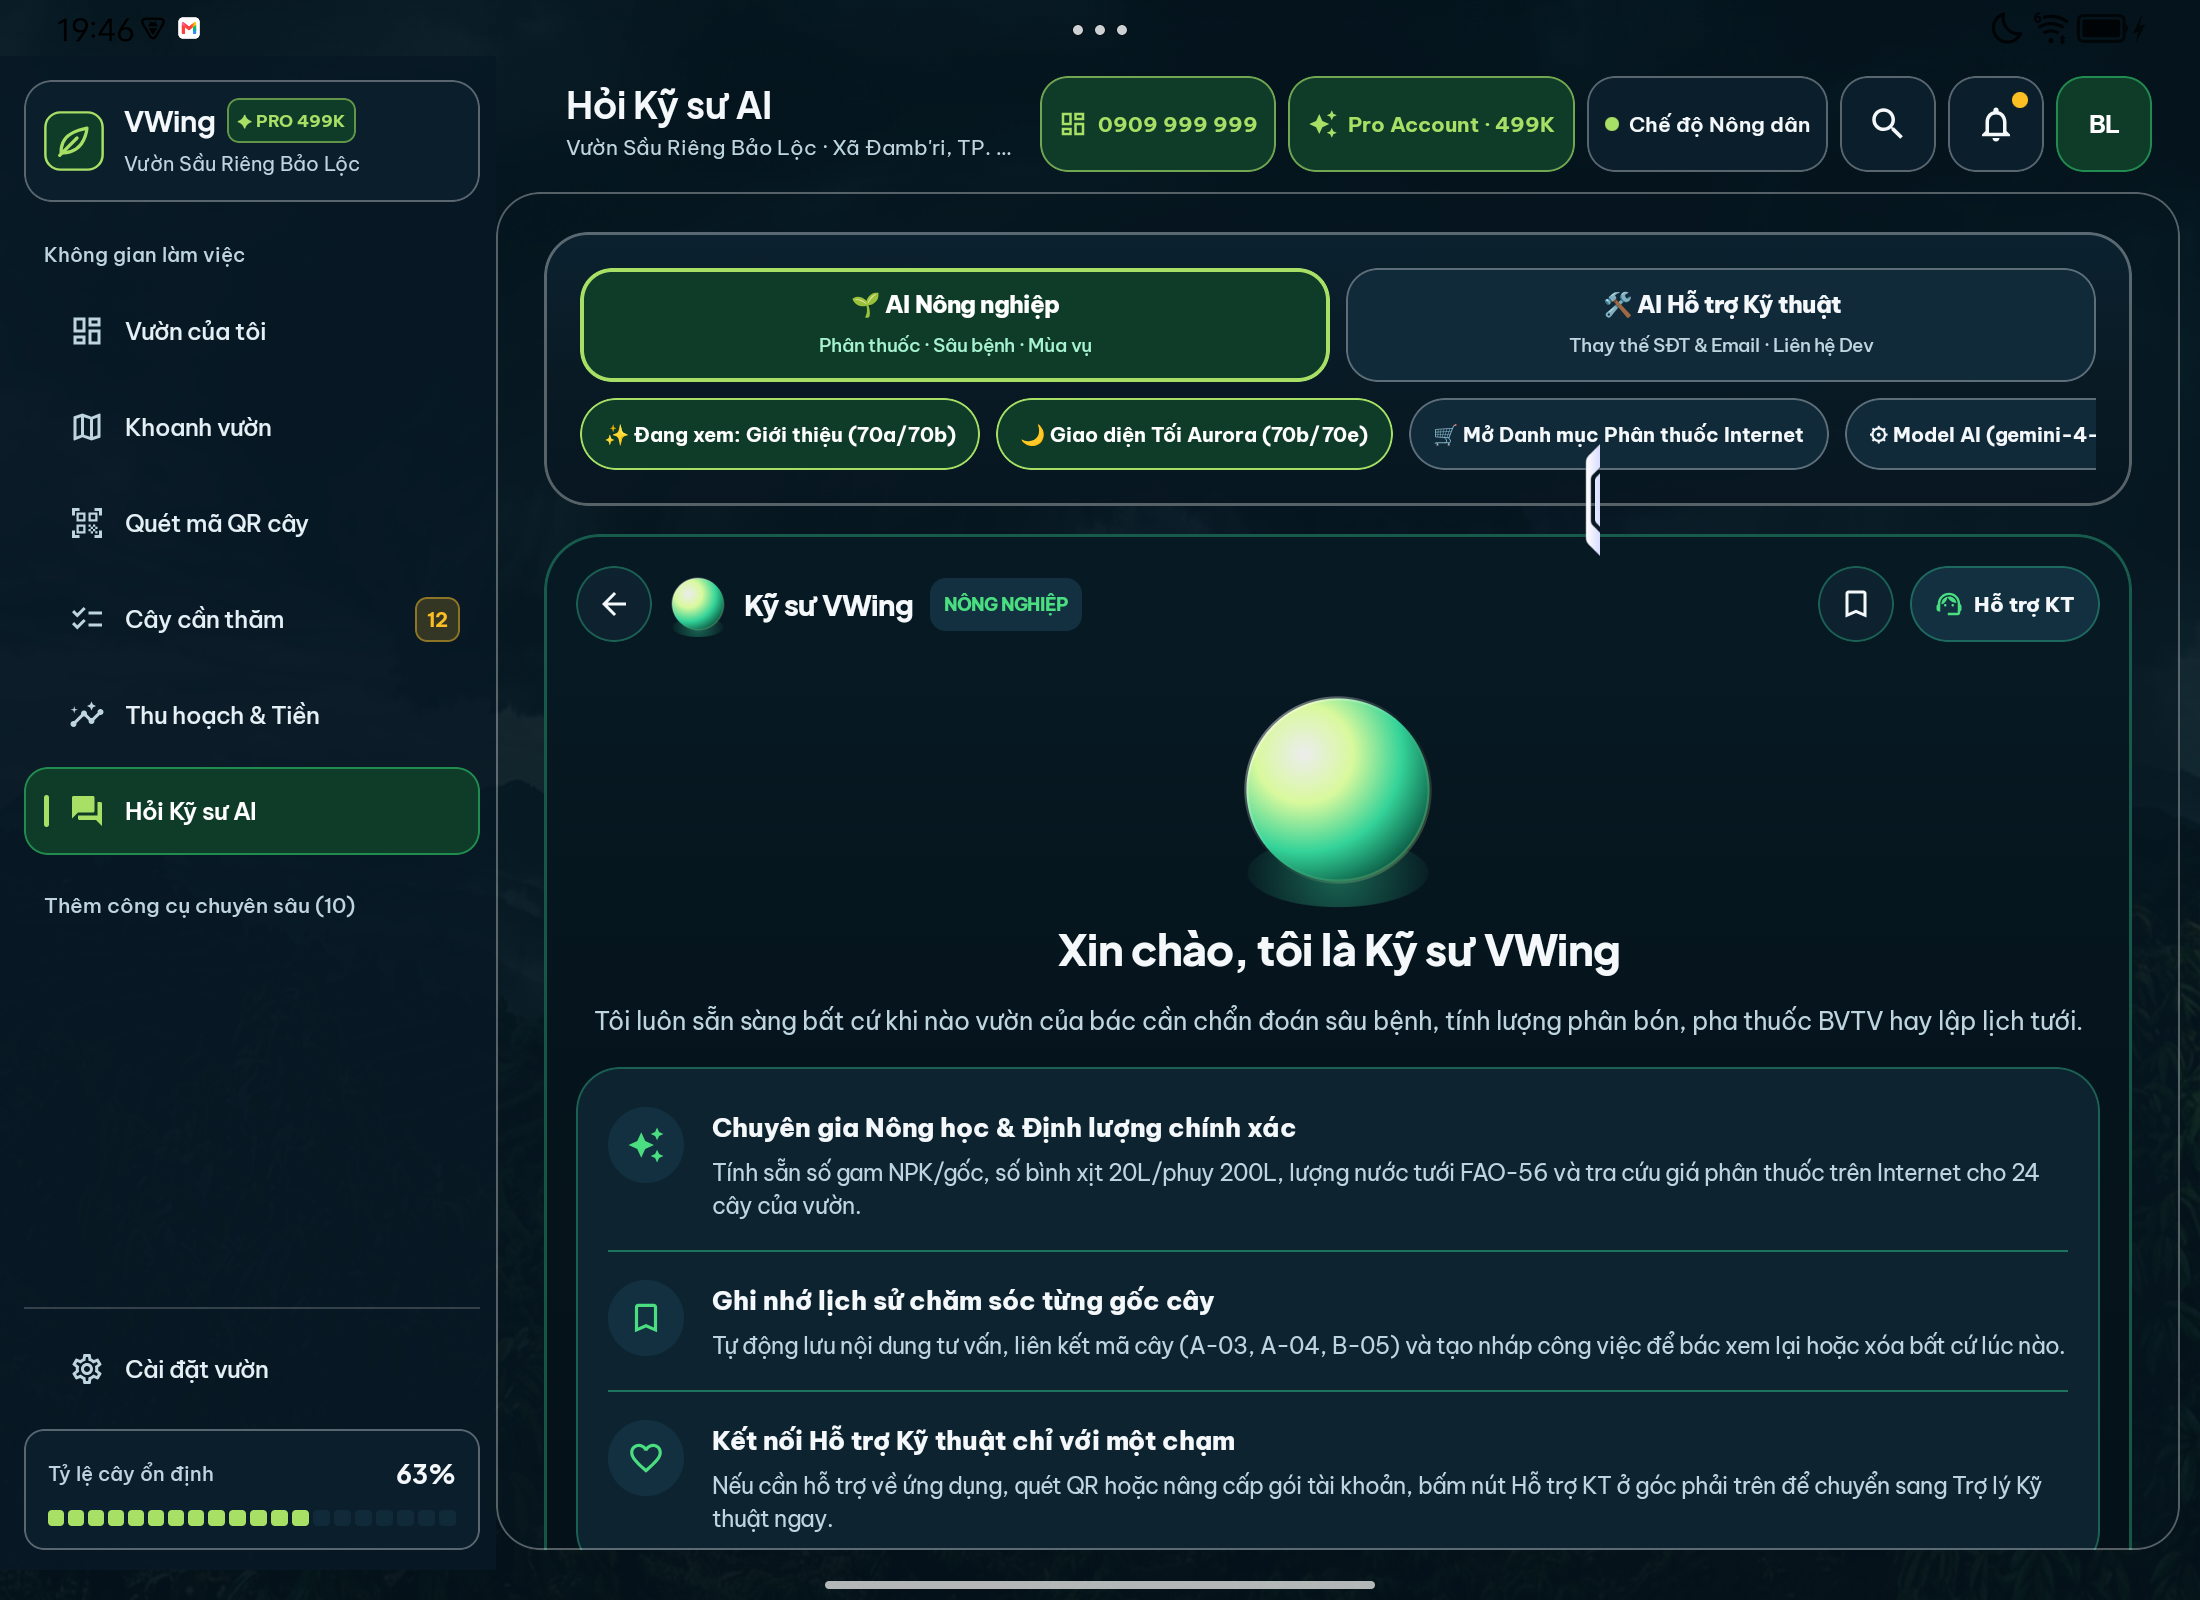 19:46
VWing
PRO 499K
Vườn Sầu Riêng Bảo Lộc
Không gian làm việc
Vườn của tôi
Khoanh vườn
Quét mã QR cây
Cây cần thăm
12
Thu hoạch & Tiền
Hỏi Kỹ sư AI
Thêm công cụ chuyên sâu (10)
Cài đặt vườn
Tỷ lệ cây ổn định
63%
Hỏi Kỹ sư AI
Vườn Sầu Riêng Bảo Lộc · Xã Đamb'ri, TP. ...
0909 999 999
Pro Account · 499K
Chế độ Nông dân
BL
🌱 AI Nông nghiệp
Phân thuốc · Sâu bệnh · Mùa vụ
🛠️ AI Hỗ trợ Kỹ thuật
Thay thế SĐT & Email · Liên hệ Dev
✨ Đang xem: Giới thiệu (70a/70b)
🌙 Giao diện Tối Aurora (70b/70e)
🛒 Mở Danh mục Phân thuốc Internet
⚙ Model AI (gemini-4-
Kỹ sư VWing
NÔNG NGHIỆP
Hỗ trợ KT
Xin chào, tôi là Kỹ sư VWing
Tôi luôn sẵn sàng bất cứ khi nào vườn của bác cần chẩn đoán sâu bệnh, tính lượng phân bón, pha thuốc BVTV hay lập lịch tưới.
Chuyên gia Nông học & Định lượng chính xác
Tính sẵn số gam NPK/gốc, số bình xịt 20L/phuy 200L, lượng nước tưới FAO-56 và tra cứu giá phân thuốc trên Internet cho 24
cây của vườn.
Ghi nhớ lịch sử chăm sóc từng gốc cây
Tự động lưu nội dung tư vấn, liên kết mã cây (A-03, A-04, B-05) và tạo nháp công việc để bác xem lại hoặc xóa bất cứ lúc nào.
Kết nối Hỗ trợ Kỹ thuật chỉ với một chạm
Nếu cần hỗ trợ về ứng dụng, quét QR hoặc nâng cấp gói tài khoản, bấm nút Hỗ trợ KT ở góc phải trên để chuyển sang Trợ lý Kỹ
thuật ngay.